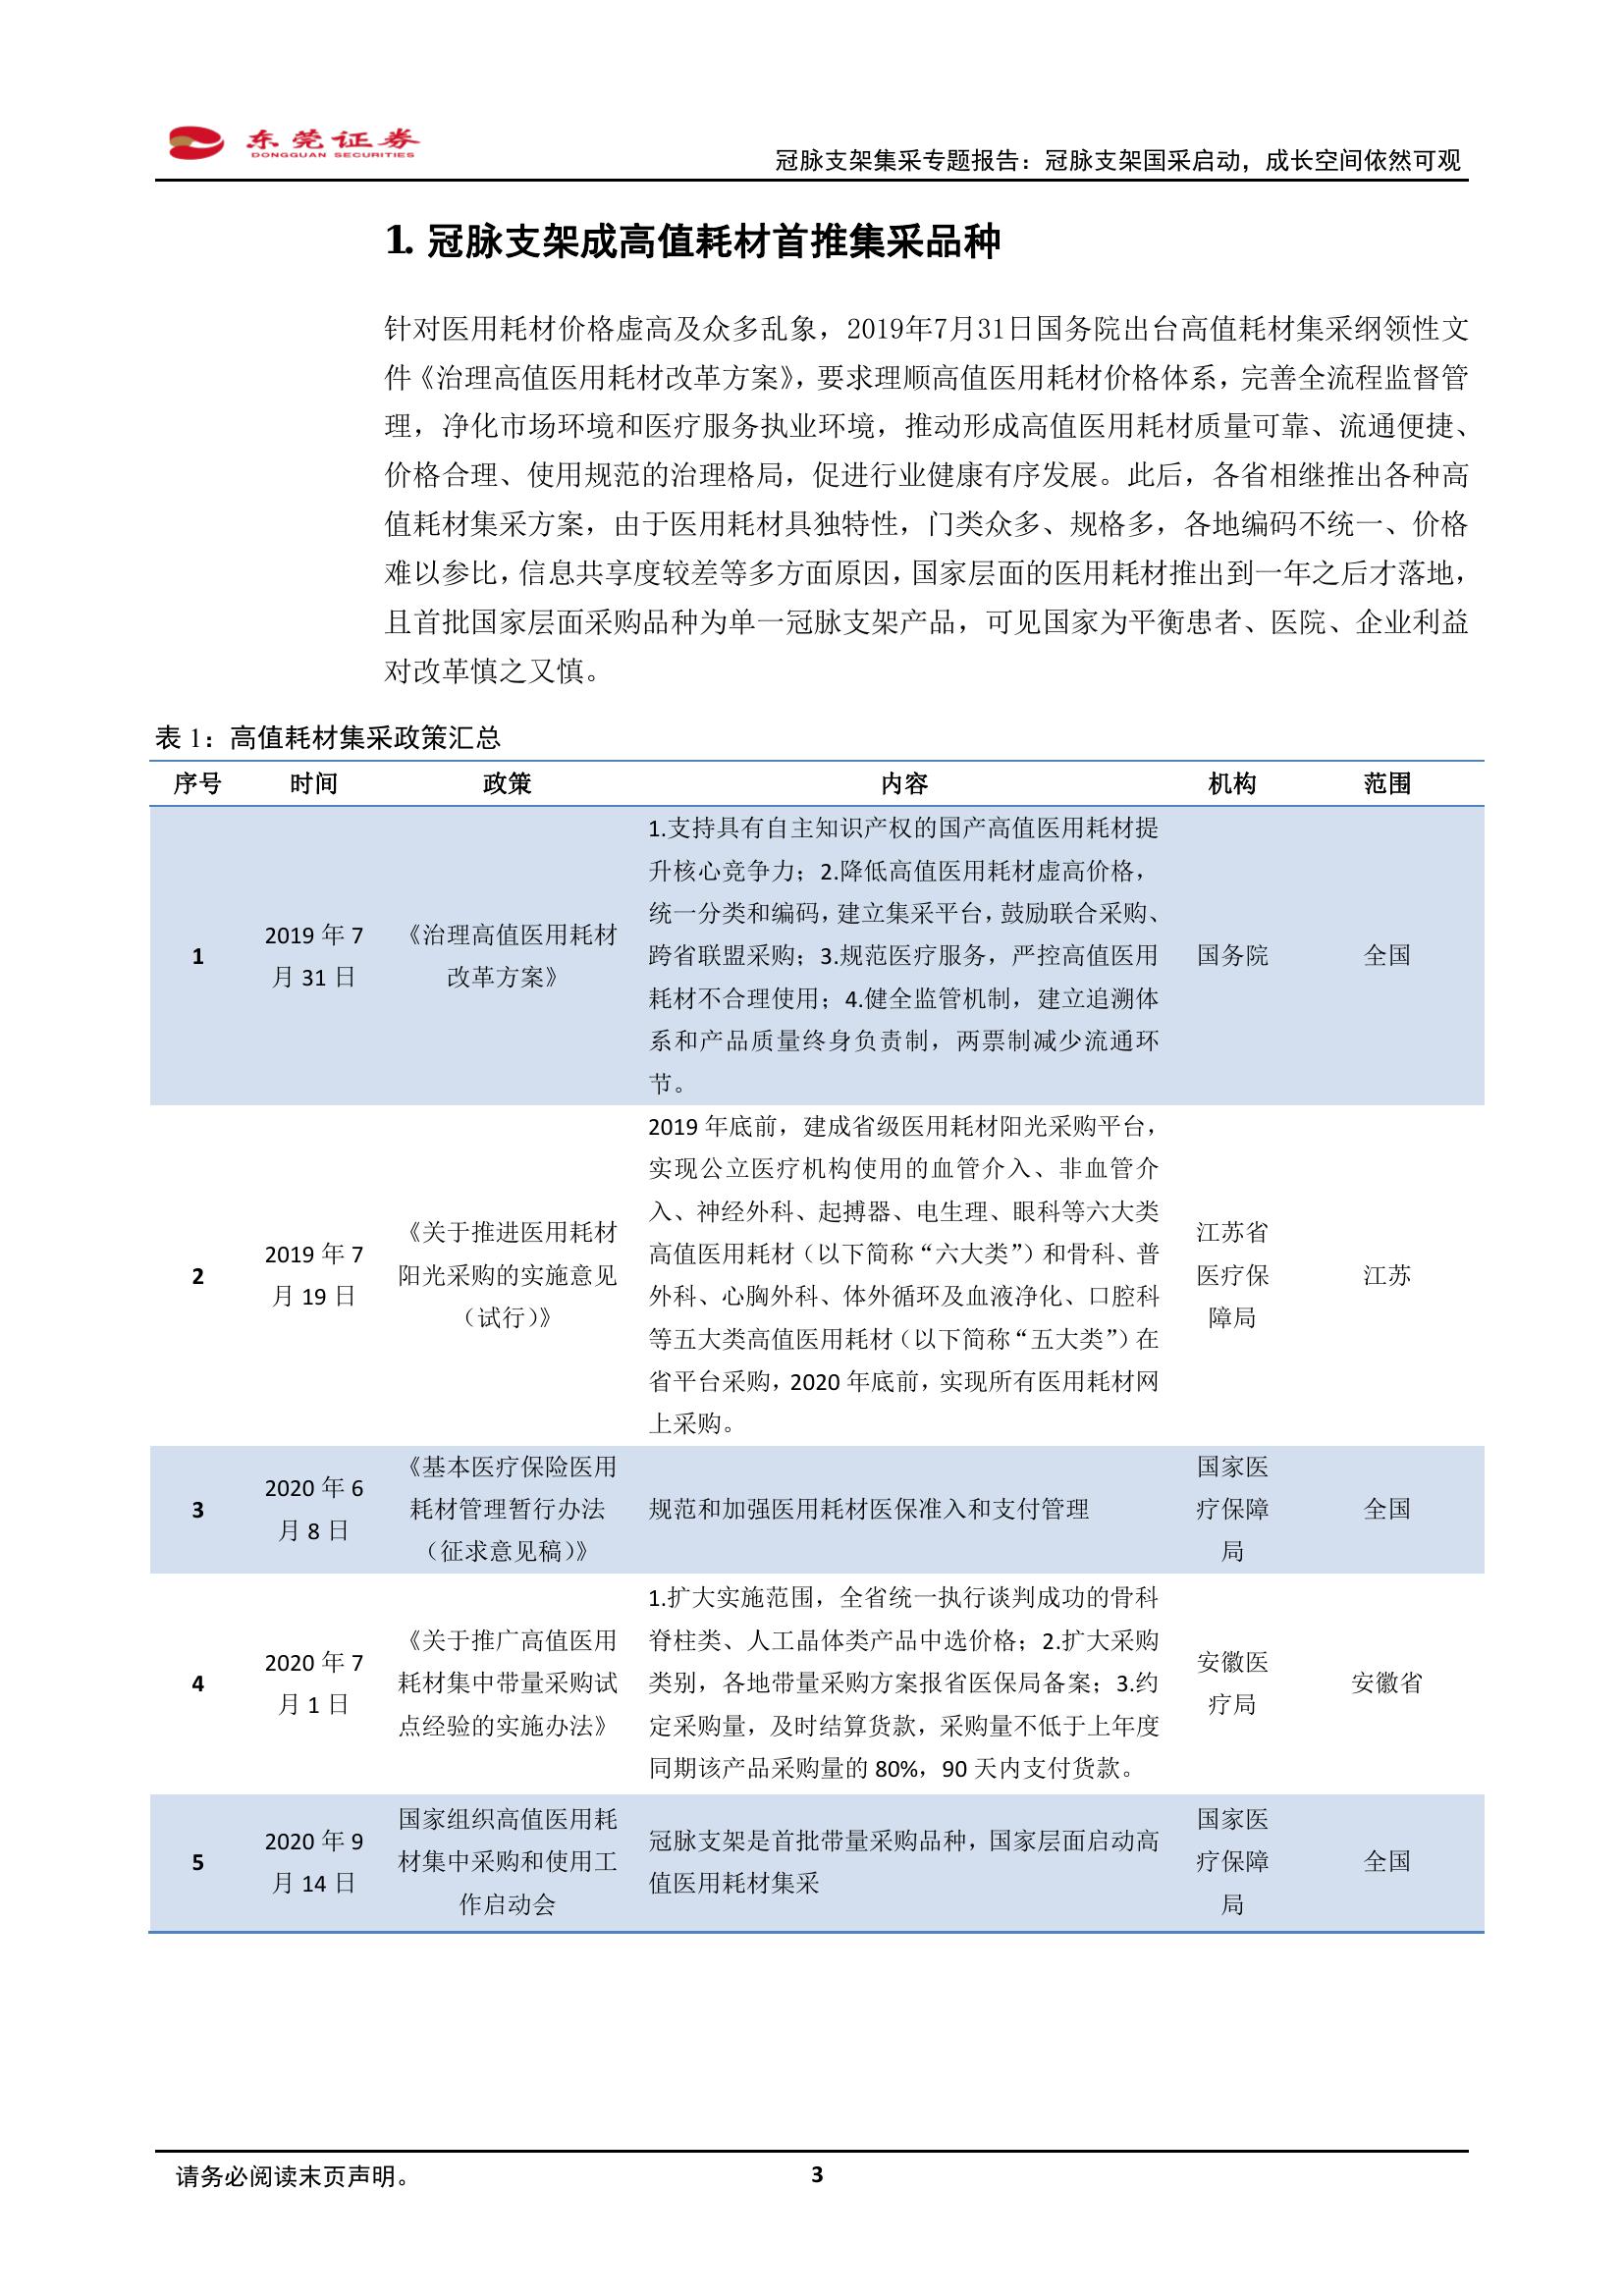 东莞证券
DONGGUAN SECURITIES
冠脉支架集采专题报告：冠脉支架国采启动，成长空间依然可观
1. 冠脉支架成高值耗材首推集采品种
针对医用耗材价格虚高及众多乱象，2019年7月31日国务院出台高值耗材集采纲领性文
件《治理高值医用耗材改革方案》，要求理顺高值医用耗材价格体系，完善全流程监督管
理，净化市场环境和医疗服务执业环境，推动形成高值医用耗材质量可靠、流通便捷、
价格合理、使用规范的治理格局，促进行业健康有序发展。此后，各省相继推出各种高
值耗材集采方案，由于医用耗材具独特性，门类众多、规格多，各地编码不统一、价格
难以参比，信息共享度较差等多方面原因，国家层面的医用耗材推出到一年之后才落地，
且首批国家层面采购品种为单一冠脉支架产品，可见国家为平衡患者、医院、企业利益
对改革慎之又慎。
表 1：高值耗材集采政策汇总
序号 时间 政策 内容 机构 范围
1
2019 年 7
月 31 日
《治理高值医用耗材
改革方案》
1.支持具有自主知识产权的国产高值医用耗材提
升核心竞争力；2.降低高值医用耗材虚高价格，
统一分类和编码，建立集采平台，鼓励联合采购、
跨省联盟采购；3.规范医疗服务，严控高值医用
耗材不合理使用；4.健全监管机制，建立追溯体
系和产品质量终身负责制，两票制减少流通环
节。
国务院
全国
2
2019 年 7
月 19 日
《关于推进医用耗材
阳光采购的实施意见
（试行）》
2019 年底前，建成省级医用耗材阳光采购平台，
实现公立医疗机构使用的血管介入、非血管介
入、神经外科、起搏器、电生理、眼科等六大类
高值医用耗材（以下简称“六大类”）和骨科、普
外科、心胸外科、体外循环及血液净化、口腔科
等五大类高值医用耗材（以下简称“五大类”）在
省平台采购，2020 年底前，实现所有医用耗材网
上采购。
江苏省
医疗保
障局
江苏
3
2020 年 6
月 8 日
《基本医疗保险医用
耗材管理暂行办法
（征求意见稿）》
规范和加强医用耗材医保准入和支付管理
国家医
疗保障
局
全国
4
2020 年 7
月 1 日
《关于推广高值医用
耗材集中带量采购试
点经验的实施办法》
1.扩大实施范围，全省统一执行谈判成功的骨科
脊柱类、人工晶体类产品中选价格；2.扩大采购
类别，各地带量采购方案报省医保局备案；3.约
定采购量，及时结算货款，采购量不低于上年度
同期该产品采购量的 80%，90 天内支付货款。
安徽医
疗局
安徽省
5
2020 年 9
月 14 日
国家组织高值医用耗
材集中采购和使用工
作启动会
冠脉支架是首批带量采购品种，国家层面启动高
值医用耗材集采
国家医
疗保障
局
全国
请务必阅读末页声明。
3